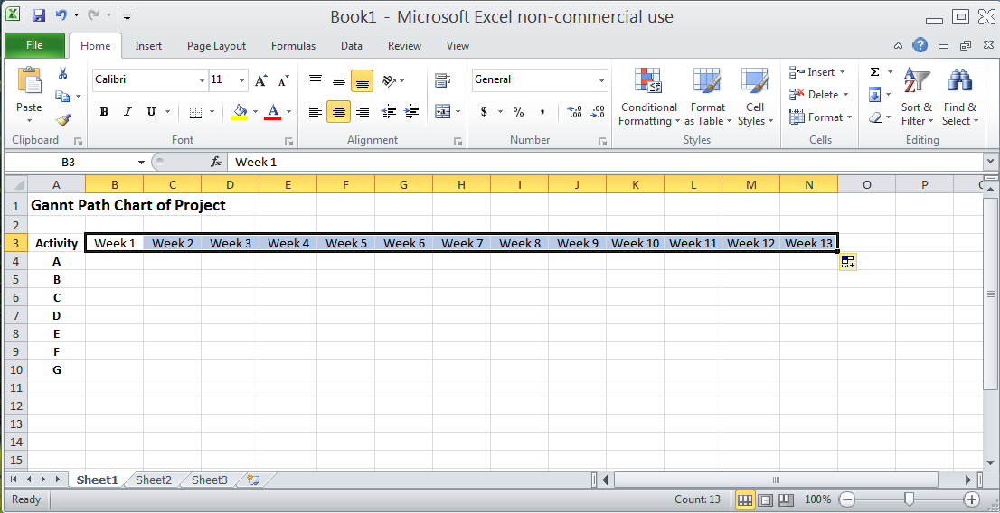 Book1 - Microsoft Excel non-commercial use
File Home Insert Page Layout Formulas Data Review View
Paste
Calibri 11
B I U
General
$ % ,
Conditional Formatting
Format as Table
Cell Styles
Insert
Delete
Format
Σ
Sort & Filter
Find & Select
Clipboard Font Alignment Number Styles Cells Editing
B3 fx Week 1
A B C D E F G H I J K L M N O P
1 Gannt Path Chart of Project
2
3 Activity Week 1 Week 2 Week 3 Week 4 Week 5 Week 6 Week 7 Week 8 Week 9 Week 10 Week 11 Week 12 Week 13
4 A
5 B
6 C
7 D
8 E
9 F
10 G
11
12
13
14
15
Sheet1 Sheet2 Sheet3
Ready Count: 13 100%